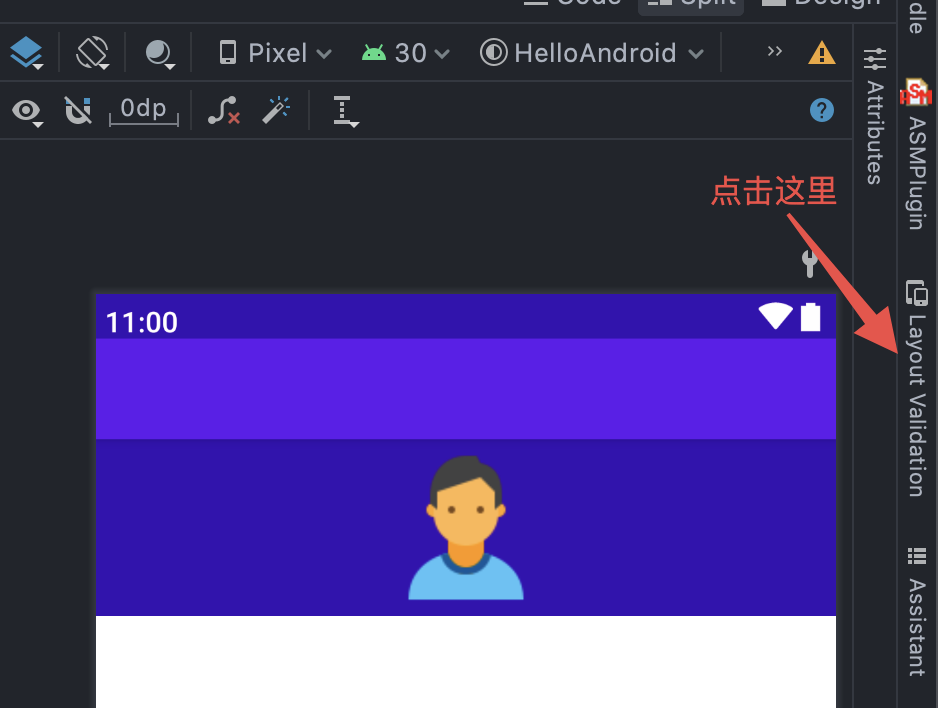 Code
Split
Design
Pixel
30
HelloAndroid
0dp
?
Attributes
dle
ASMPlugin
点击这里
11:00
Layout Validation
Assistant